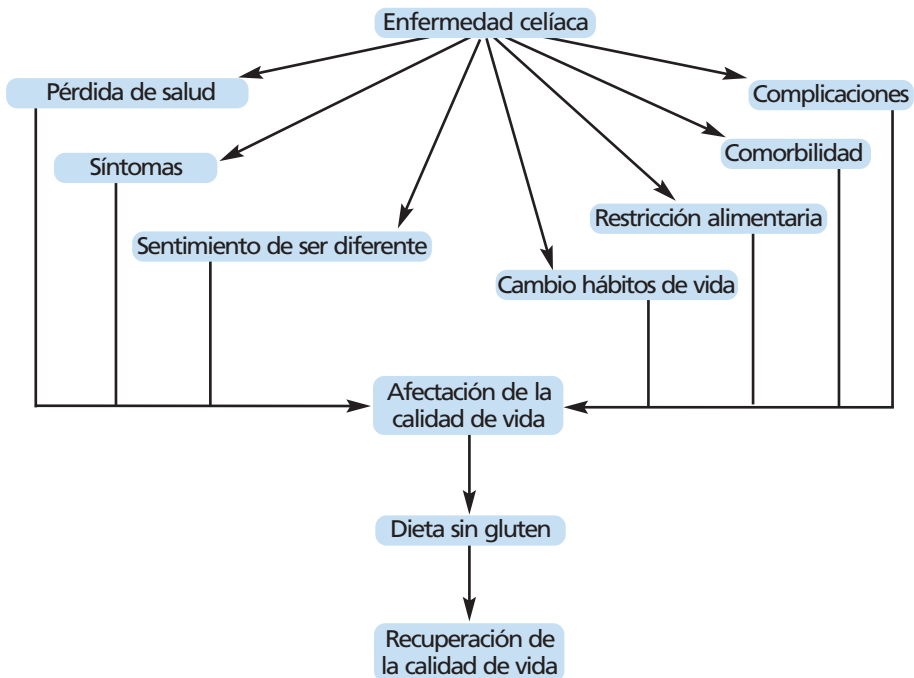 Enfermedad celíaca
Pérdida de salud
Complicaciones
Síntomas
Comorbilidad
Sentimiento de ser diferente
Restricción alimentaria
Cambio hábitos de vida
Afectación de la
calidad de vida
Dieta sin gluten
Recuperación de
la calidad de vida